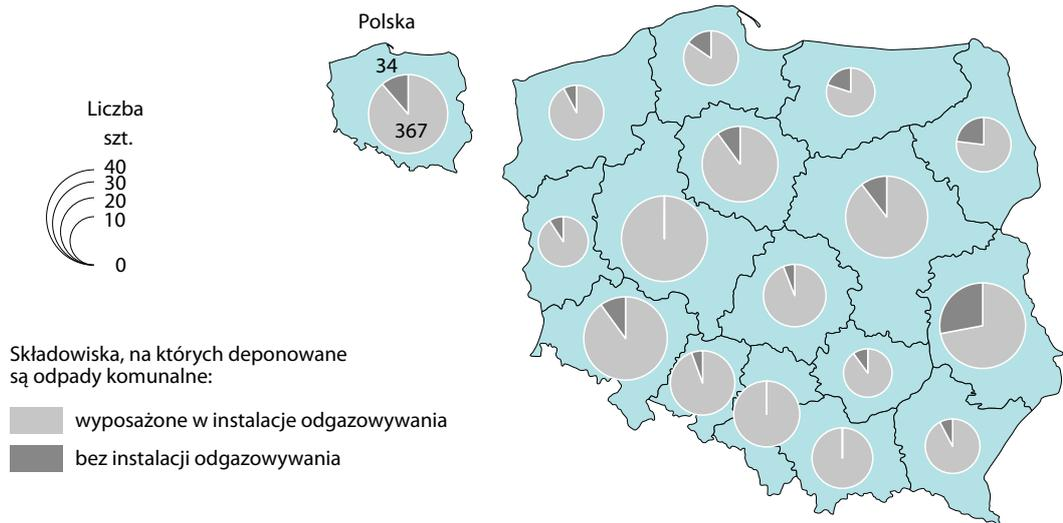 Polska
34
367
Liczba
szt.
40
30
20
10
0
Składowiska, na których deponowane
są odpady komunalne:
wyposażone w instalacje odgazowywania
bez instalacji odgazowywania